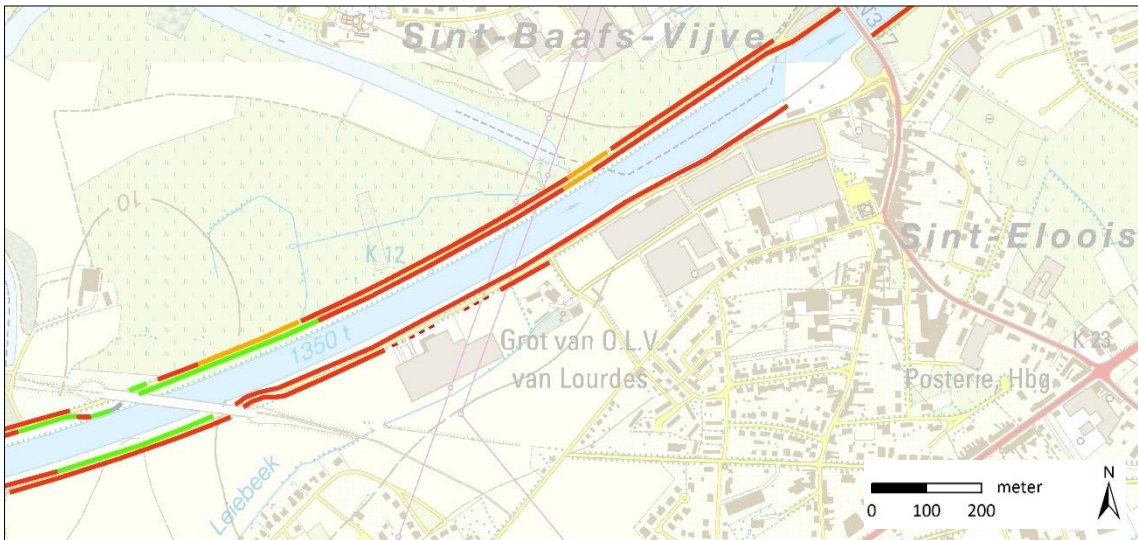 Sint-Baafs-Vijve
10
K 12
Sint-Eloois
1350 t
Grot van O.L.V.
van Lourdes
K 23
Posterie, Hbg.
Leiebeek
N
meter
0 100 200